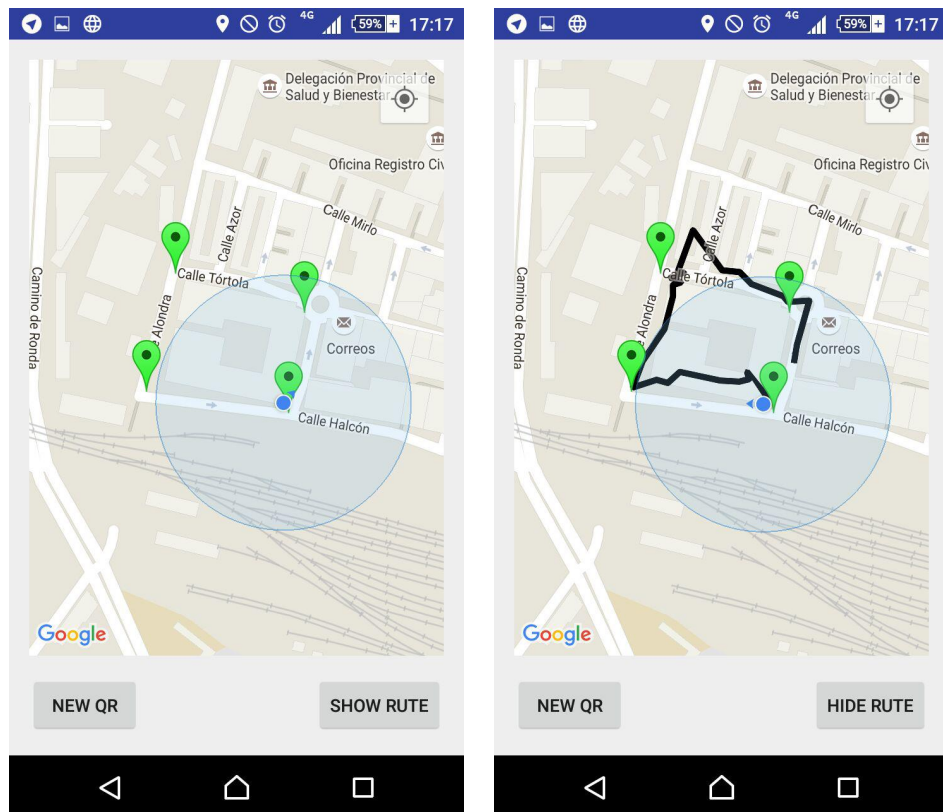 4G
59%
17:17
Delegación Provincial de
Salud y Bienestar
Oficina Registro Civ
Calle Mirlo
Calle Azor
Calle Tórtola
Camino de Ronda
e Alondra
Correos
Calle Halcón
Google
NEW QR
SHOW RUTE
4G
59%
17:17
Delegación Provincial de
Salud y Bienestar
Oficina Registro Civ
Calle Mirlo
Calle Azor
Calle Tórtola
Camino de Ronda
e Alondra
Correos
Calle Halcón
Google
NEW QR
HIDE RUTE